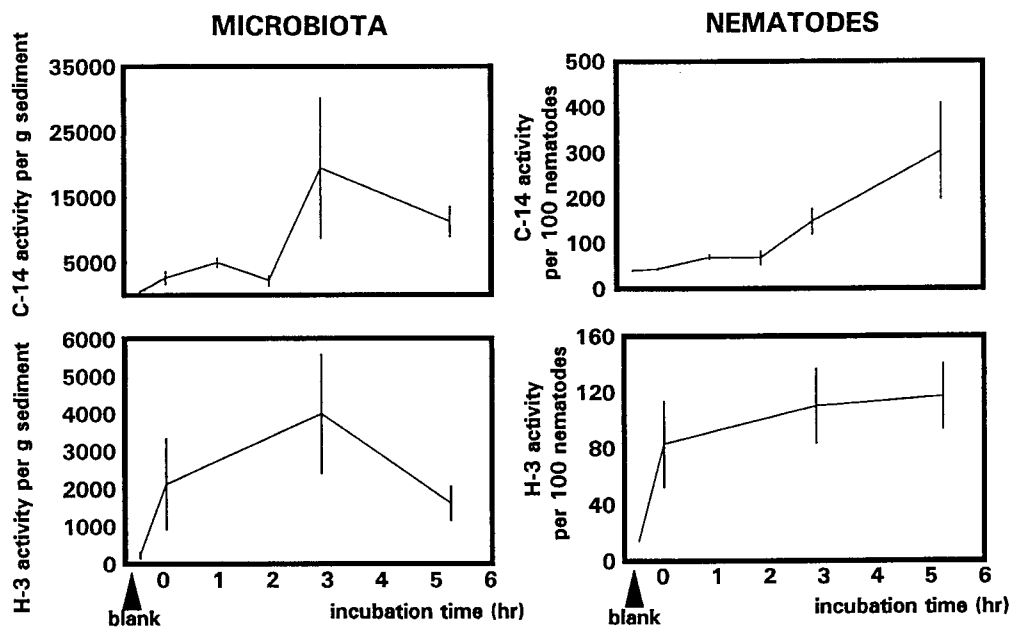 MICROBIOTA
C-14 activity per g sediment
35000
25000
15000
5000
NEMATODES
C-14 activity
per 100 nematodes
500
400
300
200
100
0
H-3 activity per g sediment
6000
5000
4000
3000
2000
1000
0
0 1 2 3 4 5 6
blank
incubation time (hr)
H-3 activity
per 100 nematodes
160
120
80
40
0
0 1 2 3 4 5 6
blank
incubation time (hr)